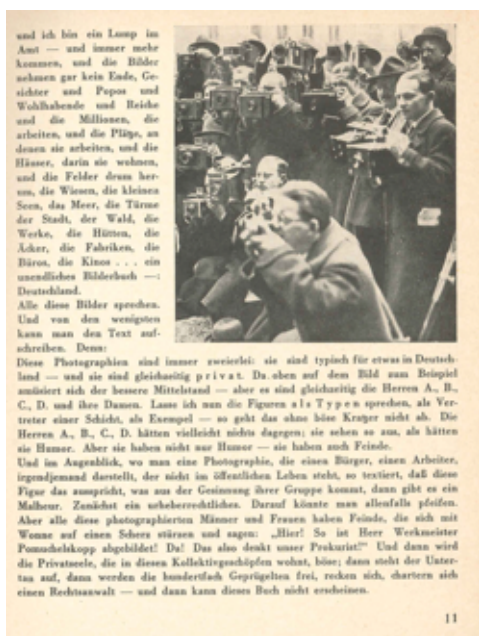 und ich bin ein Lump im
Amt — und immer mehr
kommen, und die Bilder
nehmen gar kein Ende, Ge-
sichter und Popos und
Wohlhabende und Reiche
und die Millionen, die
arbeiten, und die Plätze, an
denen sie arbeiten, und die
Häuser, darin sie wohnen,
und die Felder drum her-
um, die Wiesen, die kleinen
Seen, das Meer, die Türme
der Stadt, der Wald, die
Werke, die Hütten, die
Äcker, die Fabriken, die
Büros, die Kinos . . . ein
unendliches Bilderbuch —:
Deutschland.
Alle diese Bilder sprechen.
Und von den wenigsten
kann man den Text auf-
schreiben. Denn:
Diese Photographien sind immer zweierlei: sie sind typisch für etwas in Deutsch-
land — und sie sind gleichzeitig privat. Da oben auf dem Bild zum Beispiel
amüsiert sich der bessere Mittelstand — aber es sind gleichzeitig die Herren A., B.,
C., D. und ihre Damen. Lasse ich nun die Figuren als Typen sprechen, als Ver-
treter einer Schicht, als Exempel — so geht das ohne böse Kratzer nicht ab. Die
Herren A., B., C., D. hätten vielleicht nichts dagegen; sie sehen so aus, als hätten
sie Humor. Aber sie haben nicht nur Humor — sie haben auch Feinde.
Und im Augenblick, wo man eine Photographie, die einen Bürger, einen Arbeiter,
irgendjemand darstellt, der nicht im öffentlichen Leben steht, so textiert, daß diese
Figur das ausspricht, was aus der Gesinnung ihrer Gruppe kommt, dann gibt es ein
Malheur. Zunächst ein urheberrechtliches. Darauf könnte man allenfalls pfeifen.
Aber alle diese photographierten Männer und Frauen haben Feinde, die sich mit
Wonne auf einen Scherz stürzen und sagen: „Hier! So ist Herr Werkmeister
Pomuchelskopp abgebildet! Da! Das also denkt unser Prokurist!" Und dann wird
die Privatseele, die in diesen Kollektivgeschöpfen wohnt, böse; dann steht der Unter-
tan auf, dann werden die hundertfach Geprügelten frei, recken sich, chartern sich
einen Rechtsanwalt — und dann kann dieses Buch nicht erscheinen.
11